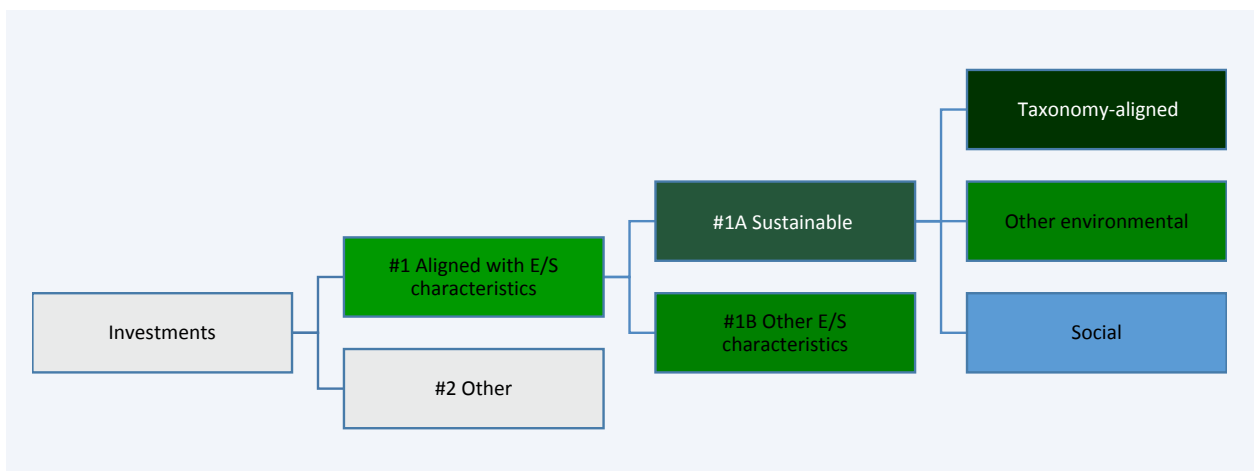 Investments
#1 Aligned with E/S
characteristics
#2 Other
#1A Sustainable
#1B Other E/S
characteristics
Taxonomy-aligned
Other environmental
Social